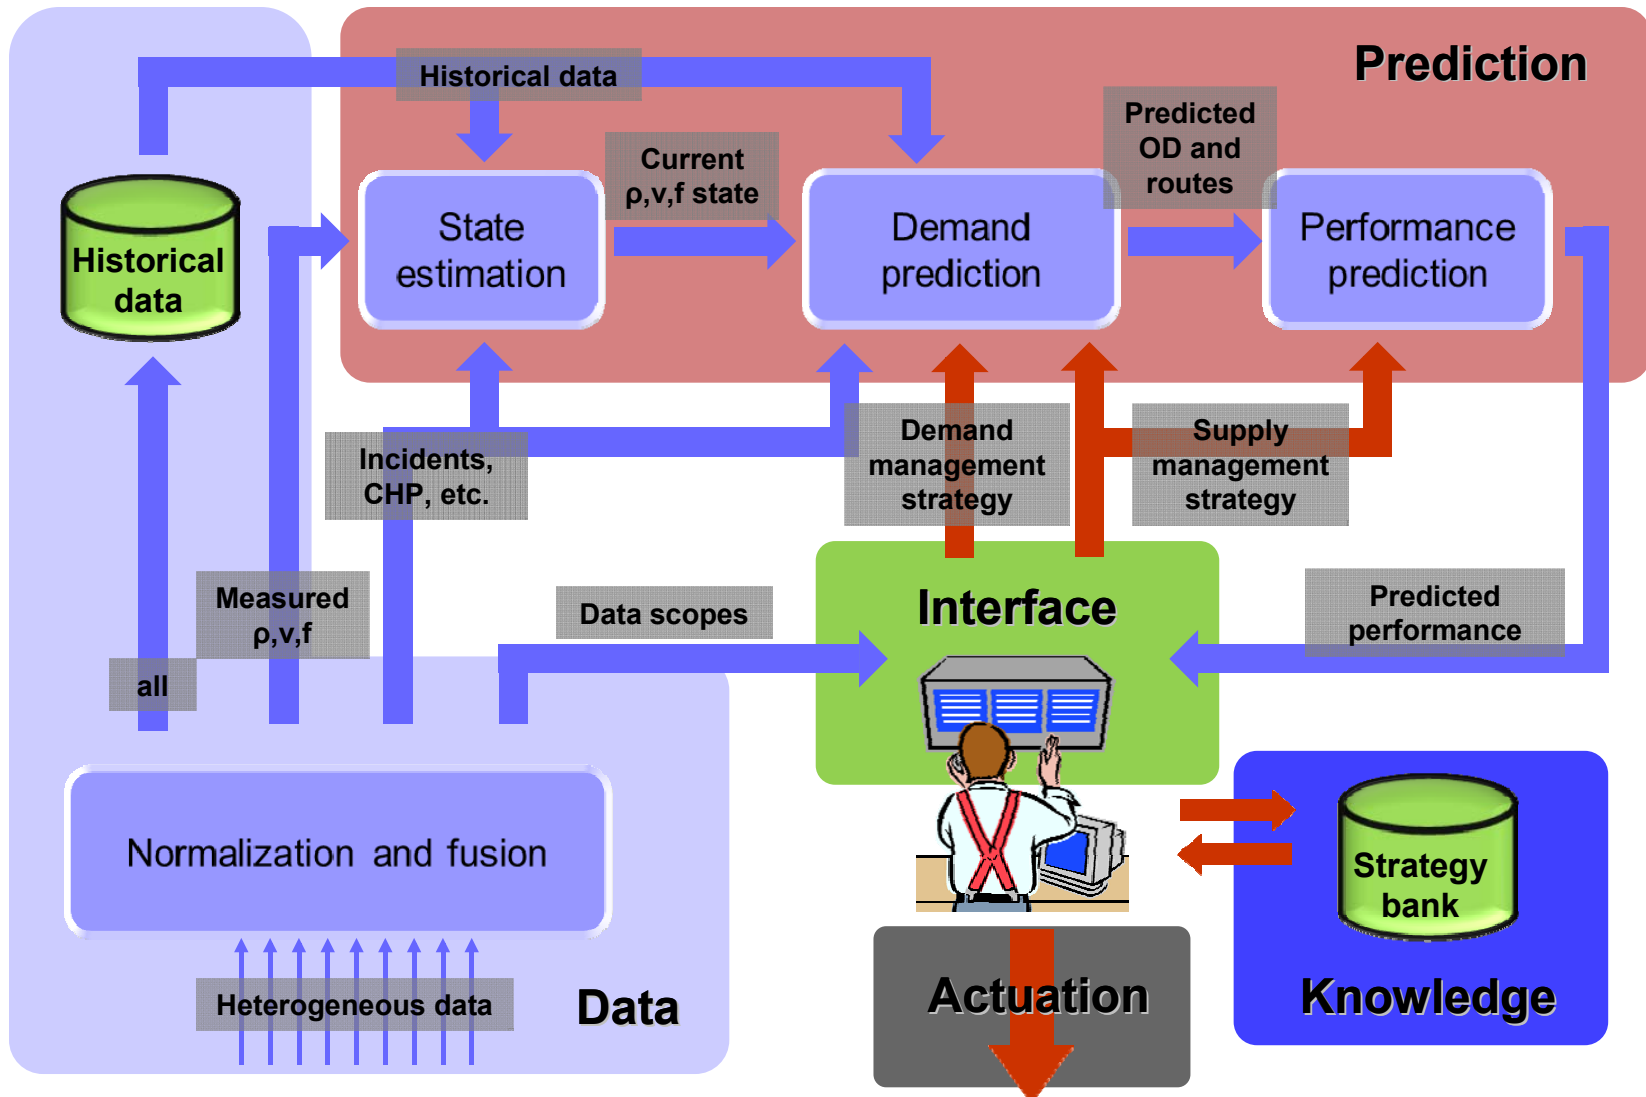 Prediction
Historical data
Predicted
OD and
routes
Current
ρ,v,f state
State
estimation
Demand
prediction
Performance
prediction
Historical
data
Incidents,
CHP, etc.
Demand
management
strategy
Supply
management
strategy
Measured
ρ,v,f
Data scopes
Interface
Predicted
performance
all
Normalization and fusion
Strategy
bank
Heterogeneous data
Data
Actuation
Knowledge